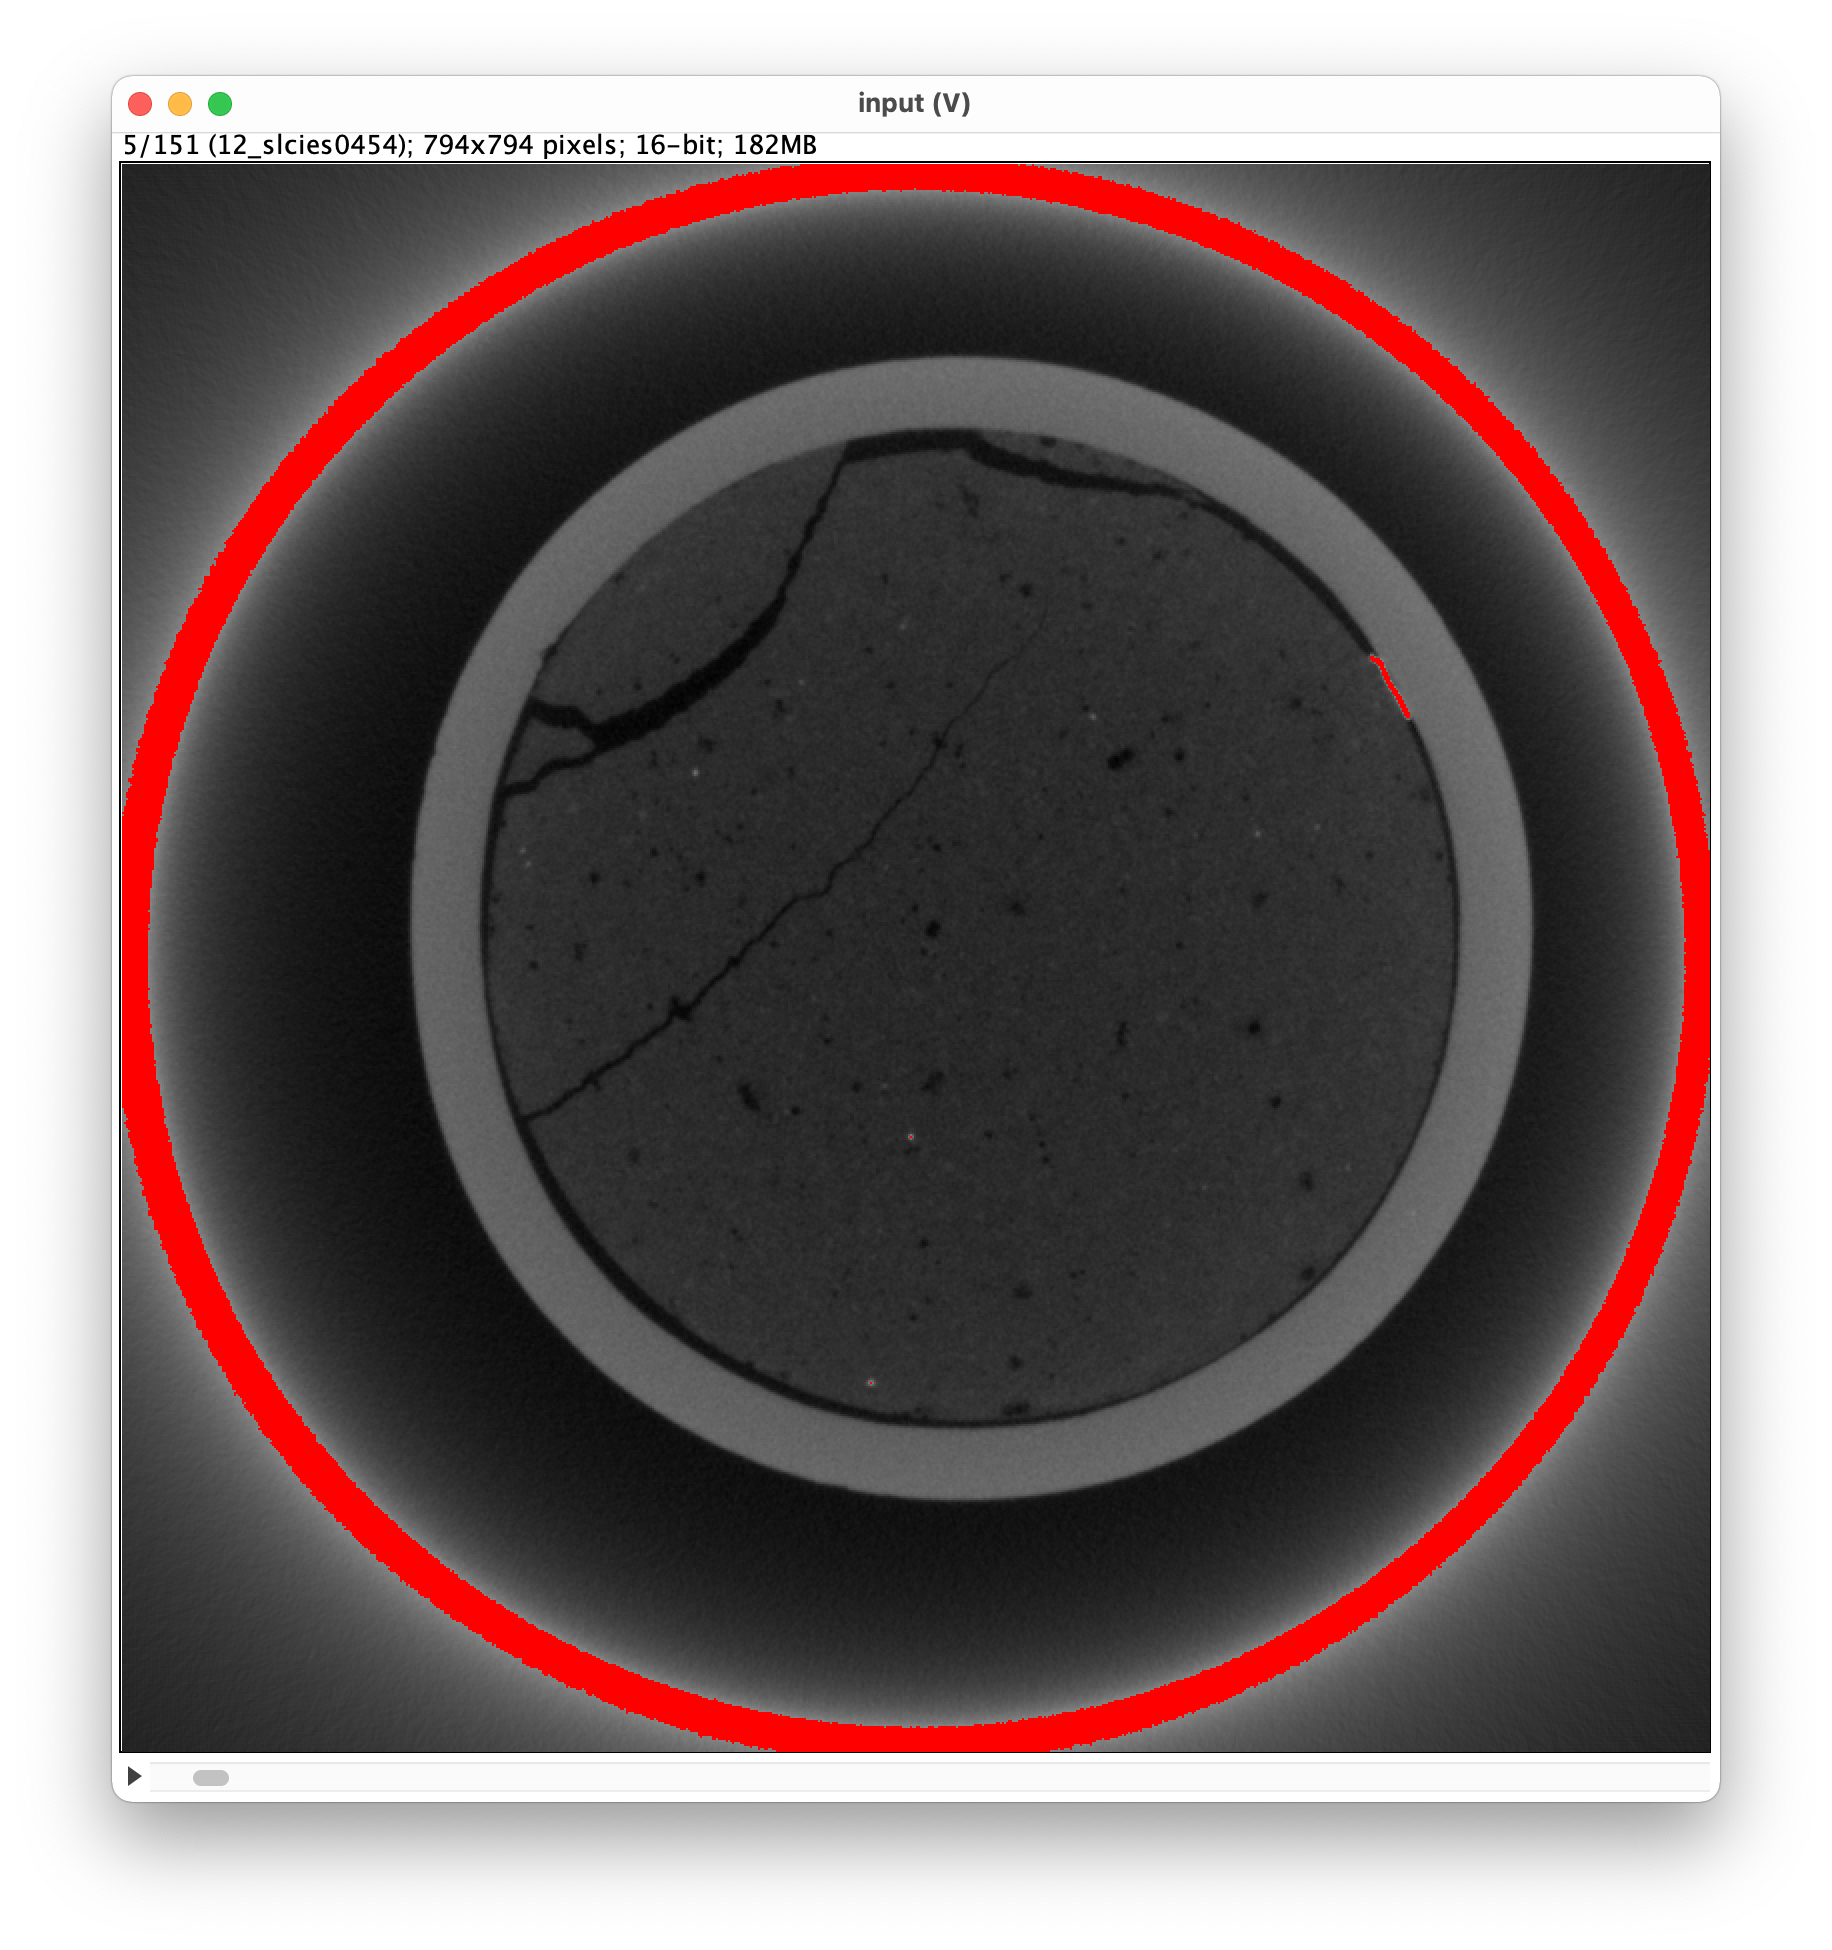 input (V)
5/151 (12_slcies0454); 794x794 pixels; 16-bit; 182MB